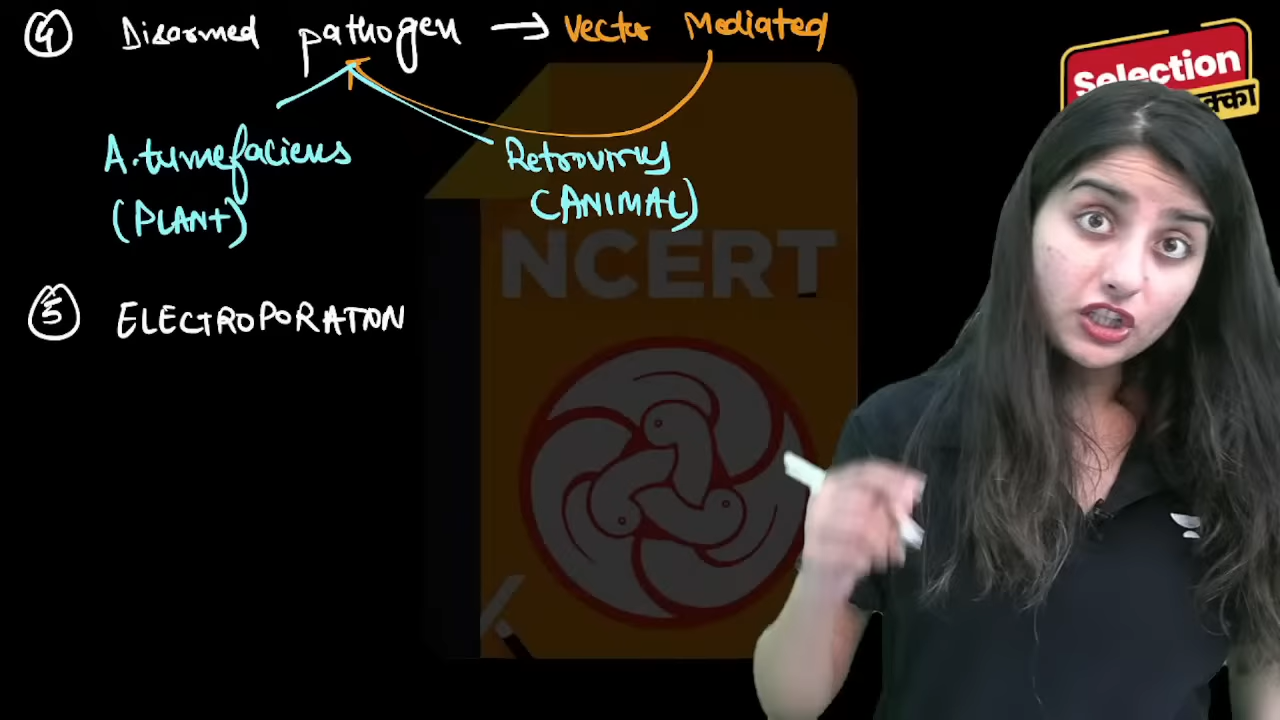 4 Disarmed pathogen → Vector Mediated
Selection
क्का
A. tumefaciens
(PLANT)
Retrovirus
(ANIMAL)
NCERT
5 ELECTROPORATION